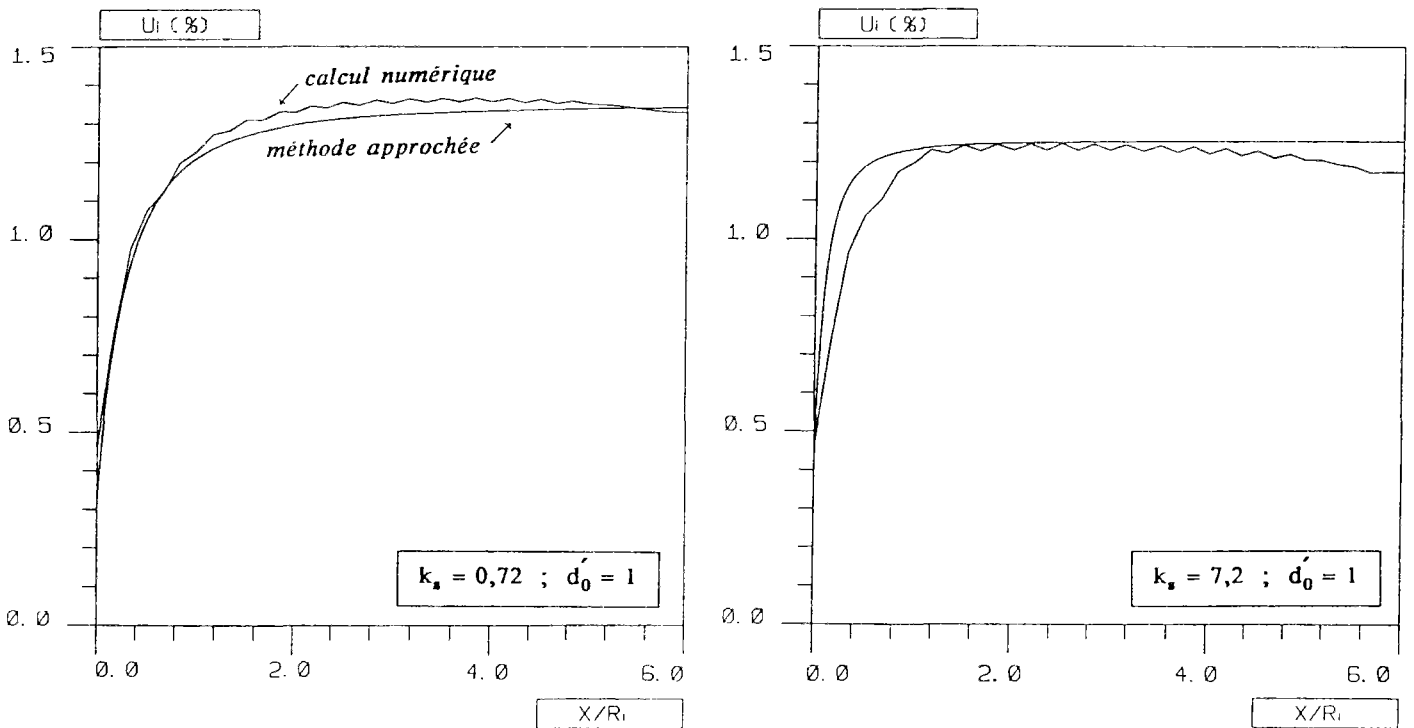 Ui (%)
1.5
1.0
0.5
0.0
calcul numérique
méthode approchée
k_s = 0,72 ; d'_0 = 1
0.0 2.0 4.0 6.0
X/Ri
Ui (%)
1.5
1.0
0.5
0.0
k_s = 7,2 ; d'_0 = 1
0.0 2.0 4.0 6.0
X/Ri